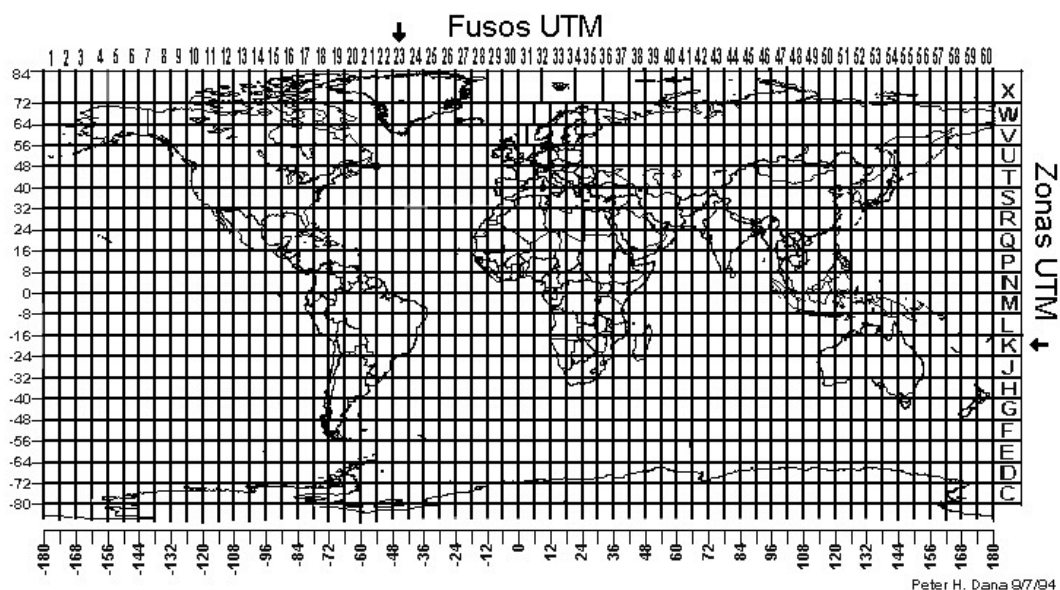 Fusos UTM
1 2 3 4 5 6 7 8 9 10 11 12 13 14 15 16 17 18 19 20 21 22 23 24 25 26 27 28 29 30 31 32 33 34 35 36 37 38 39 40 41 42 43 44 45 46 47 48 49 50 51 52 53 54 55 56 57 58 59 60
84
X
72
W
64
V
56
U
48
T
40
S
32
R
24
Q
16
P
8
N
0
M
-8
L
-16
K
-24
J
-32
H
-40
G
-48
F
-56
E
-64
D
-72
C
-80
Zonas UTM
-180 -168 -156 -144 -132 -120 -108 -96 -84 -72 -60 -48 -36 -24 -12 0 12 24 36 48 60 72 84 96 108 120 132 144 156 168 180
Peter H. Dana 9/7/94